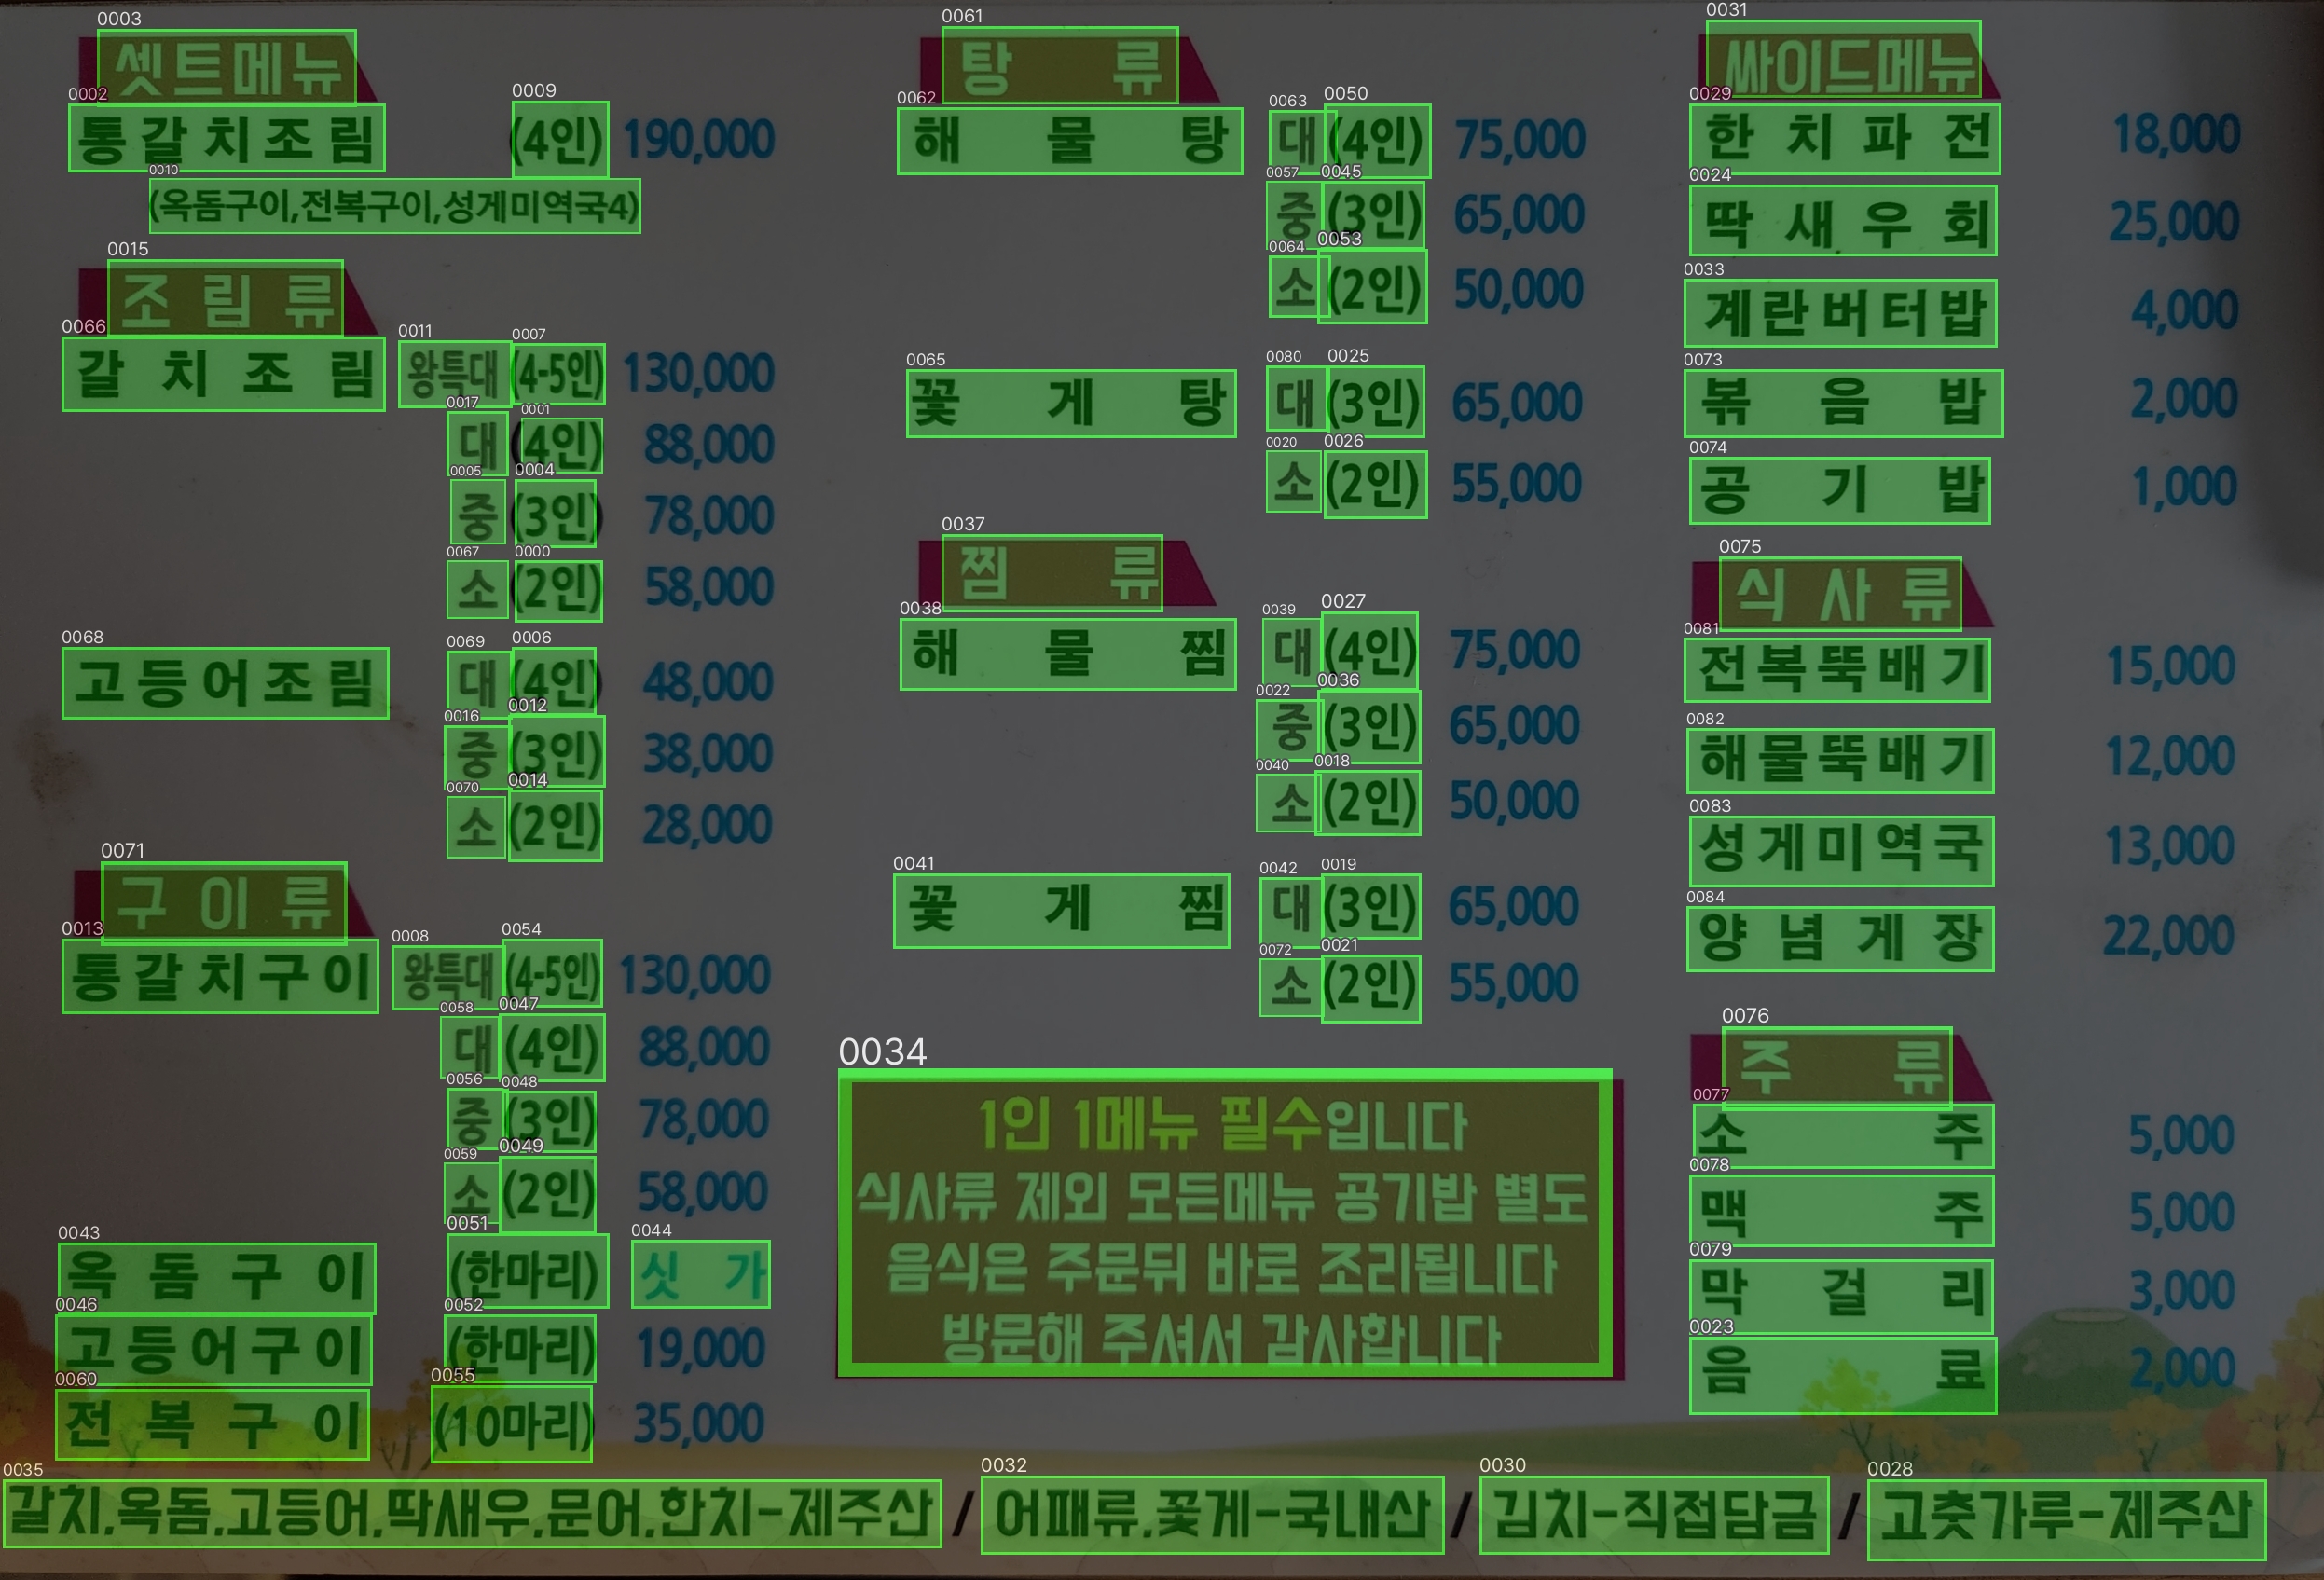 셋트메뉴
통갈치조림 (4인) 190,000
(옥돔구이,전복구이,성게미역국4)
조림류
갈치조림 왕특대 (4-5인) 130,000
대 (4인) 88,000
중 (3인) 78,000
소 (2인) 58,000
고등어조림 대 (4인) 48,000
중 (3인) 38,000
소 (2인) 28,000
구이류
통갈치구이 왕특대 (4-5인) 130,000
대 (4인) 88,000
중 (3인) 78,000
소 (2인) 58,000
옥돔구이 (한마리) 싯가
고등어구이 (한마리) 19,000
전복구이 (10마리) 35,000
탕류
해물탕 대 (4인) 75,000
중 (3인) 65,000
소 (2인) 50,000
꽃게탕 대 (3인) 65,000
소 (2인) 55,000
찜류
해물찜 대 (4인) 75,000
중 (3인) 65,000
소 (2인) 50,000
꽃게찜 대 (3인) 65,000
소 (2인) 55,000
1인 1메뉴 필수입니다
식사류 제외 모든메뉴 공기밥 별도
음식은 주문뒤 바로 조리됩니다
방문해 주셔서 감사합니다
싸이드메뉴
한치파전 18,000
딱새우회 25,000
계란버터밥 4,000
볶음밥 2,000
공기밥 1,000
식사류
전복뚝배기 15,000
해물뚝배기 12,000
성게미역국 13,000
양념게장 22,000
주류
소주 5,000
맥주 5,000
막걸리 3,000
음료 2,000
갈치,옥돔,고등어,딱새우,문어,한치-제주산 / 어패류,꽃게-국내산 / 김치-직접담금 / 고춧가루-제주산